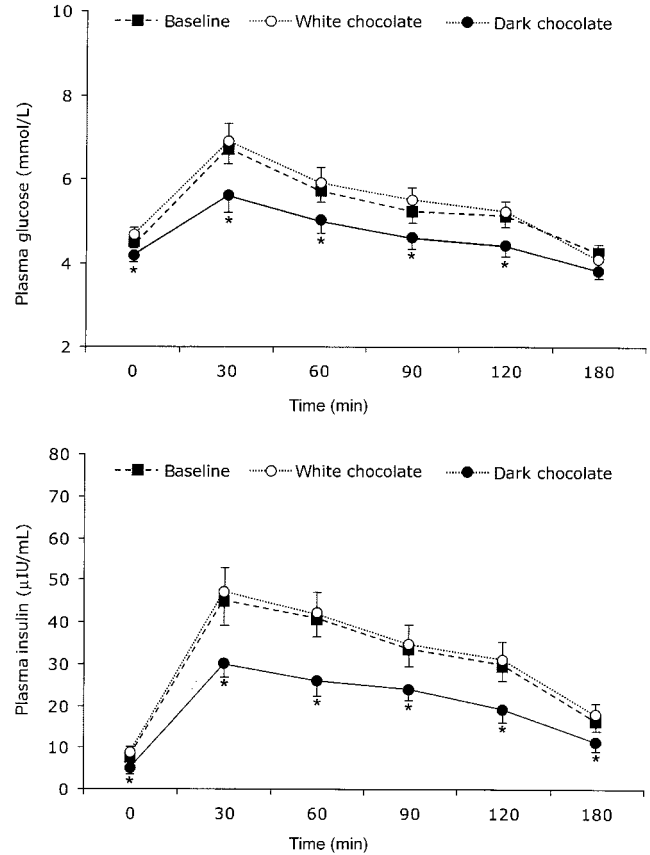 10
Baseline White chocolate Dark chocolate
8
6
4
2
Plasma glucose (mmol/L)
* * * * *
0 30 60 90 120 180
Time (min)
80
Baseline White chocolate Dark chocolate
70
60
50
40
30
20
10
0
Plasma insulin (µIU/mL)
* * * * * *
0 30 60 90 120 180
Time (min)